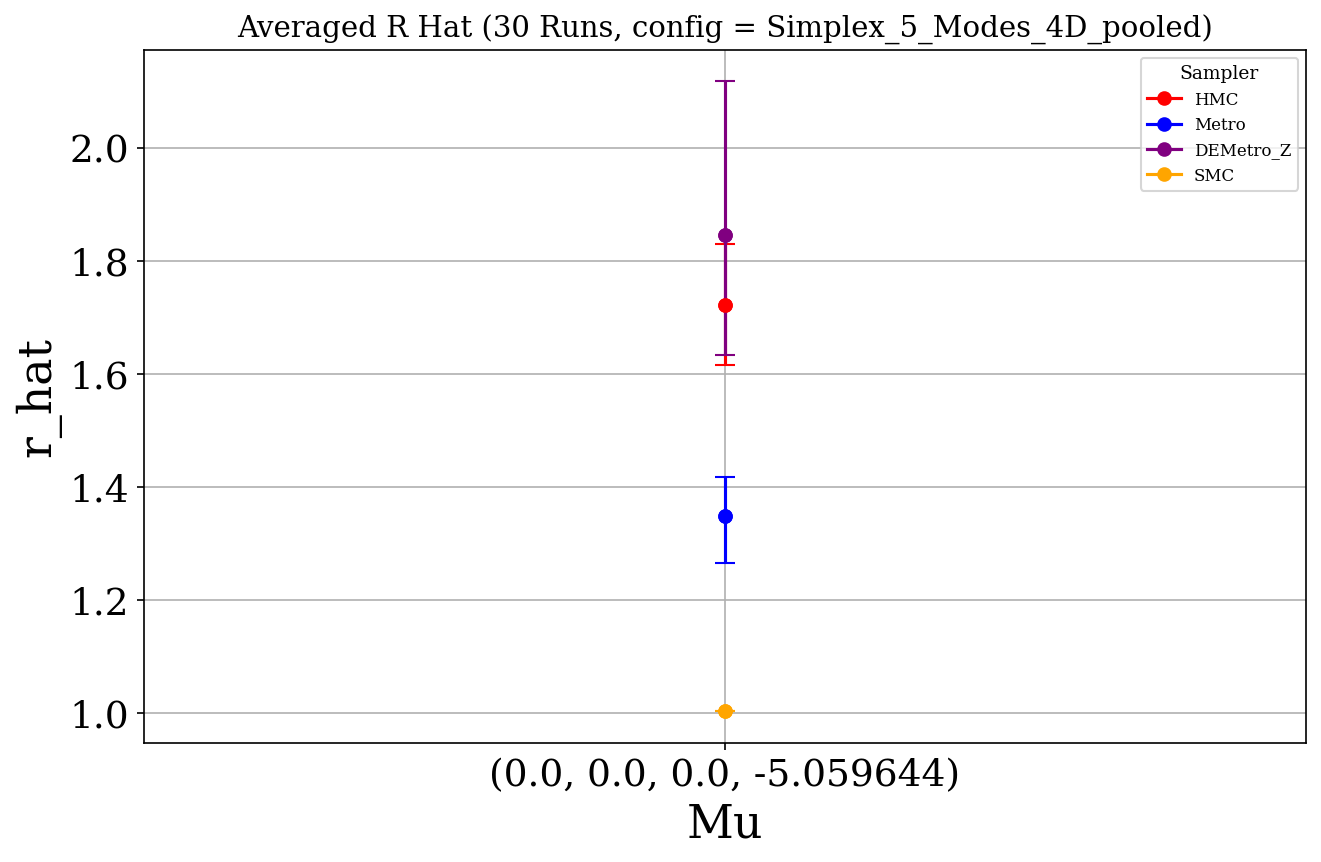 Averaged R Hat (30 Runs, config = Simplex_5_Modes_4D_pooled)
Sampler
HMC
Metro
DEMetro_Z
SMC
r_hat
2.0
1.8
1.6
1.4
1.2
1.0
(0.0, 0.0, 0.0, -5.059644)
Mu